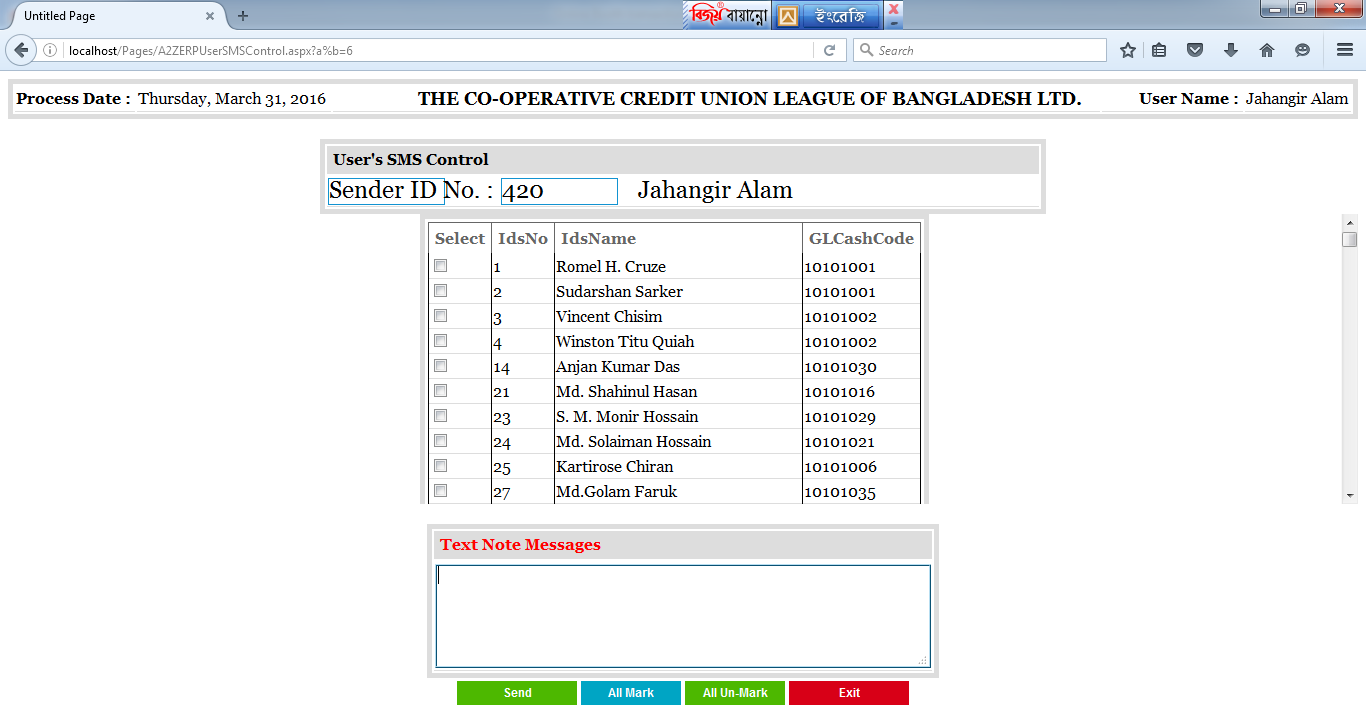 Untitled Page
বিজয়® বায়ান্নো ইংরেজি
localhost/Pages/A2ZERPUserSMSControl.aspx?a%b=6
Search
Process Date : Thursday, March 31, 2016 THE CO-OPERATIVE CREDIT UNION LEAGUE OF BANGLADESH LTD. User Name : Jahangir Alam
User's SMS Control
Sender ID No. : 420 Jahangir Alam
Select IdsNo IdsName GLCashCode
1 Romel H. Cruze 10101001
2 Sudarshan Sarker 10101001
3 Vincent Chisim 10101002
4 Winston Titu Quiah 10101002
14 Anjan Kumar Das 10101030
21 Md. Shahinul Hasan 10101016
23 S. M. Monir Hossain 10101029
24 Md. Solaiman Hossain 10101021
25 Kartirose Chiran 10101006
27 Md.Golam Faruk 10101035
Text Note Messages
Send All Mark All Un-Mark Exit